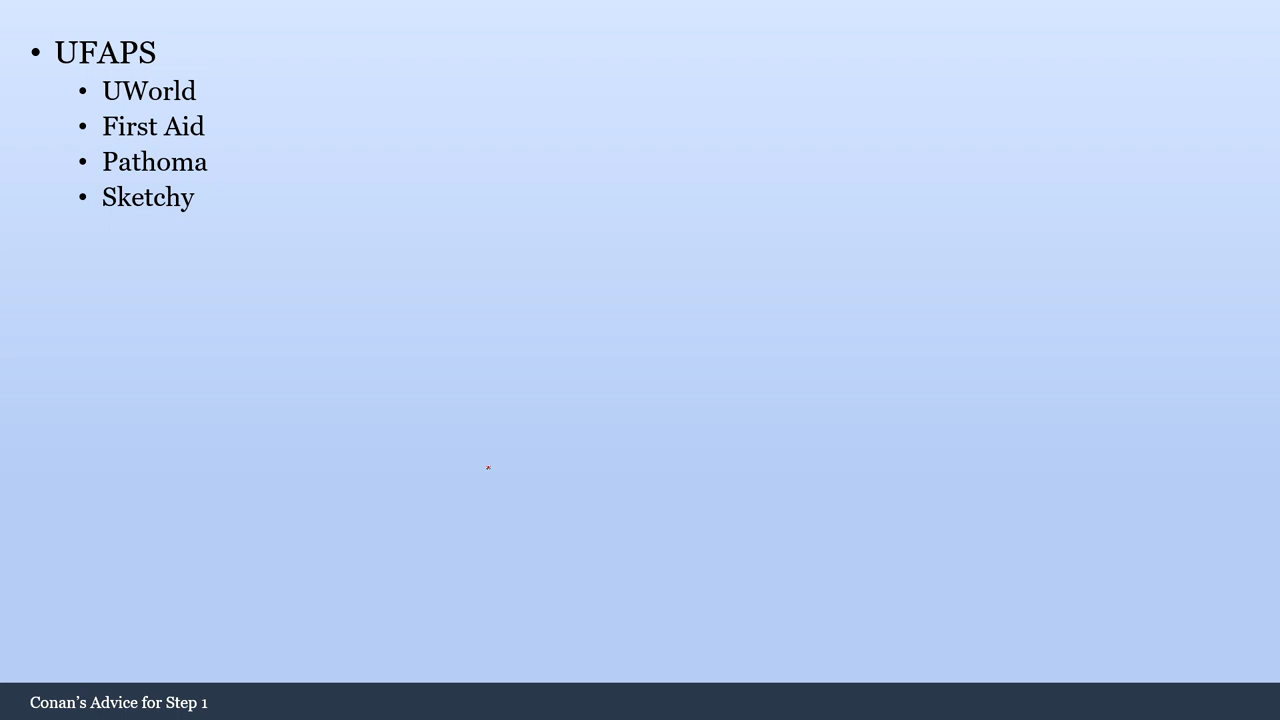 • UFAPS
• UWorld
• First Aid
• Pathoma
• Sketchy
Conan’s Advice for Step 1